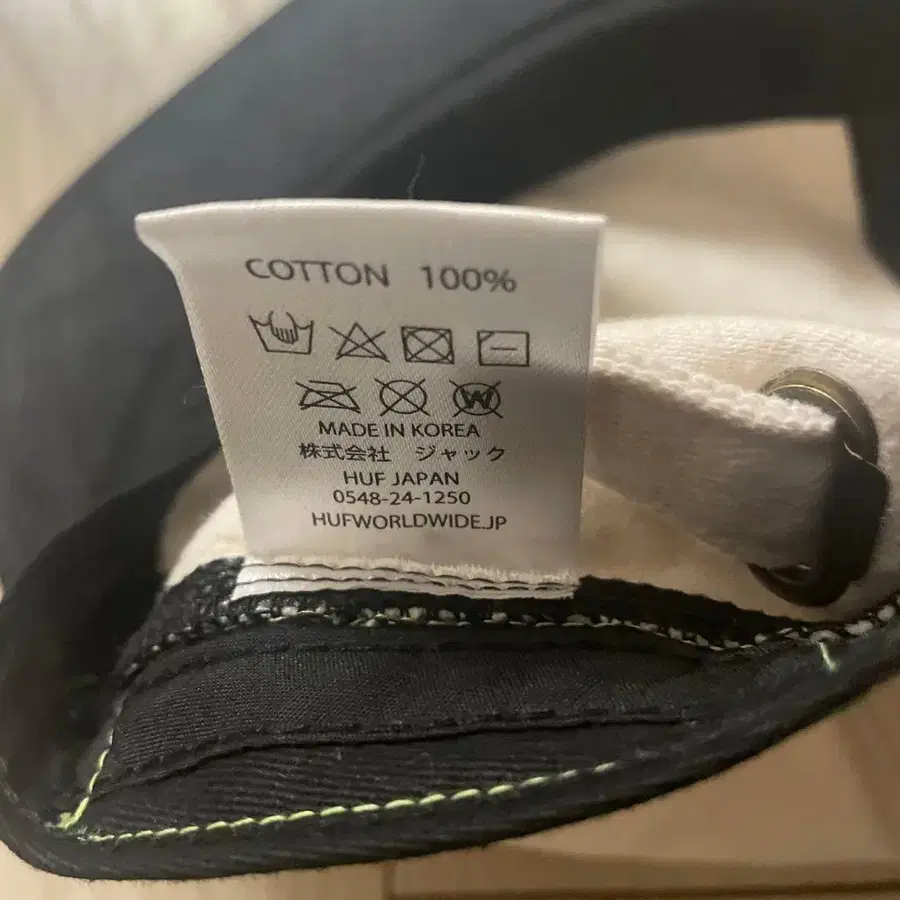 COTTON 100%
W
MADE IN KOREA
株式会社 ジャック
HUF JAPAN
0548-24-1250
HUFWORLDWIDE.JP